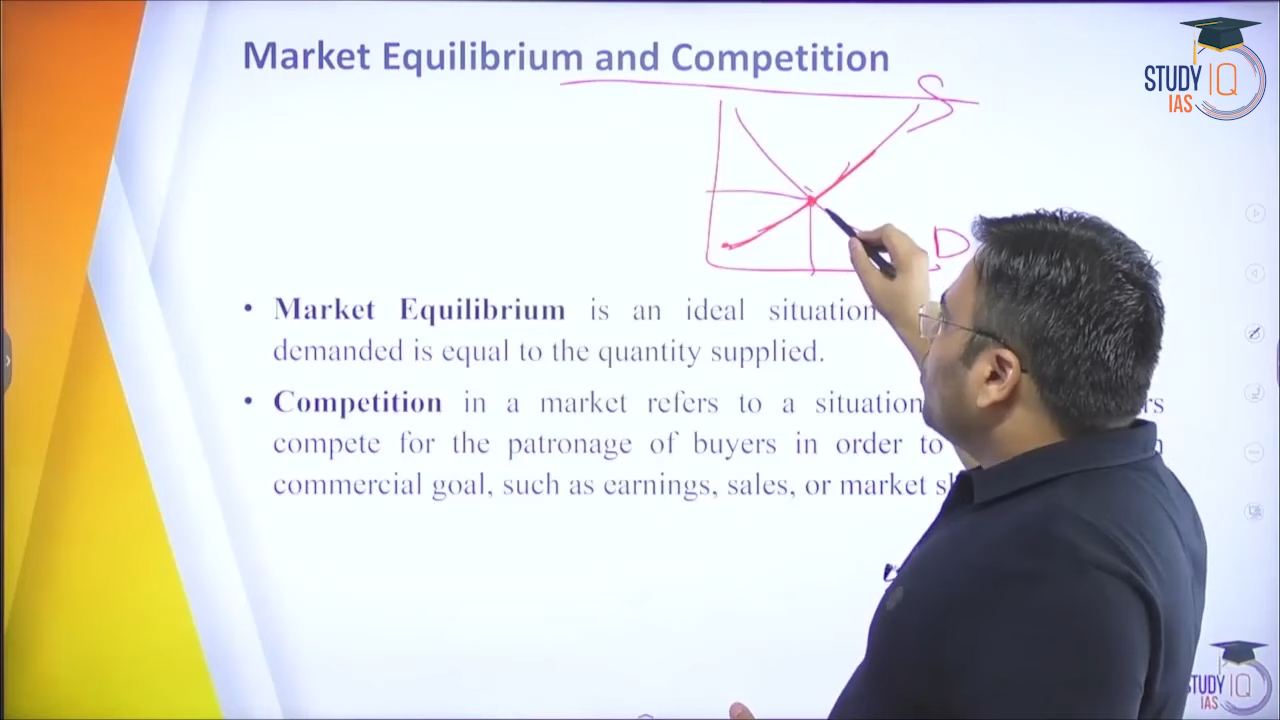 Market Equilibrium and Competition
STUDY IQ
IAS
S
D
• Market Equilibrium is an ideal situation
demanded is equal to the quantity supplied.
• Competition in a market refers to a situation
compete for the patronage of buyers in order to
commercial goal, such as earnings, sales, or market
STUDY IQ
IAS